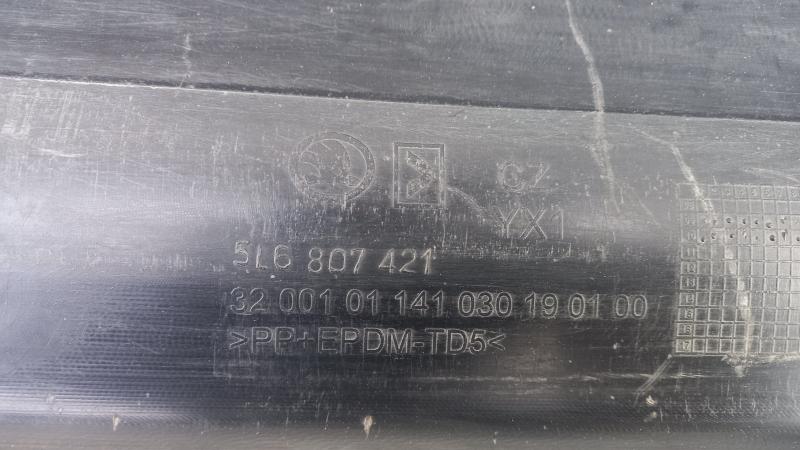 CZ
YX1
5L6 807 421
32 001 01 141 030 19 01 00
>PP+EPDM-TD5<